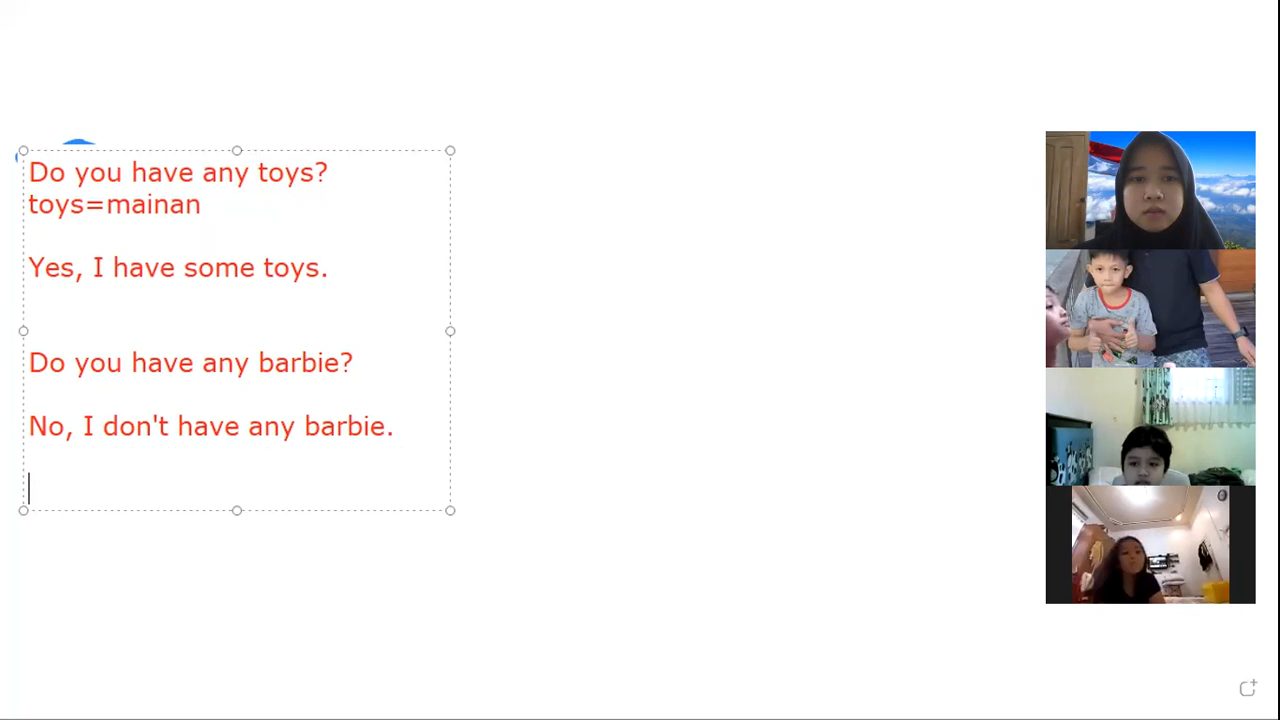 Do you have any toys?
toys=mainan
Yes, I have some toys.
Do you have any barbie?
No, I don't have any barbie.